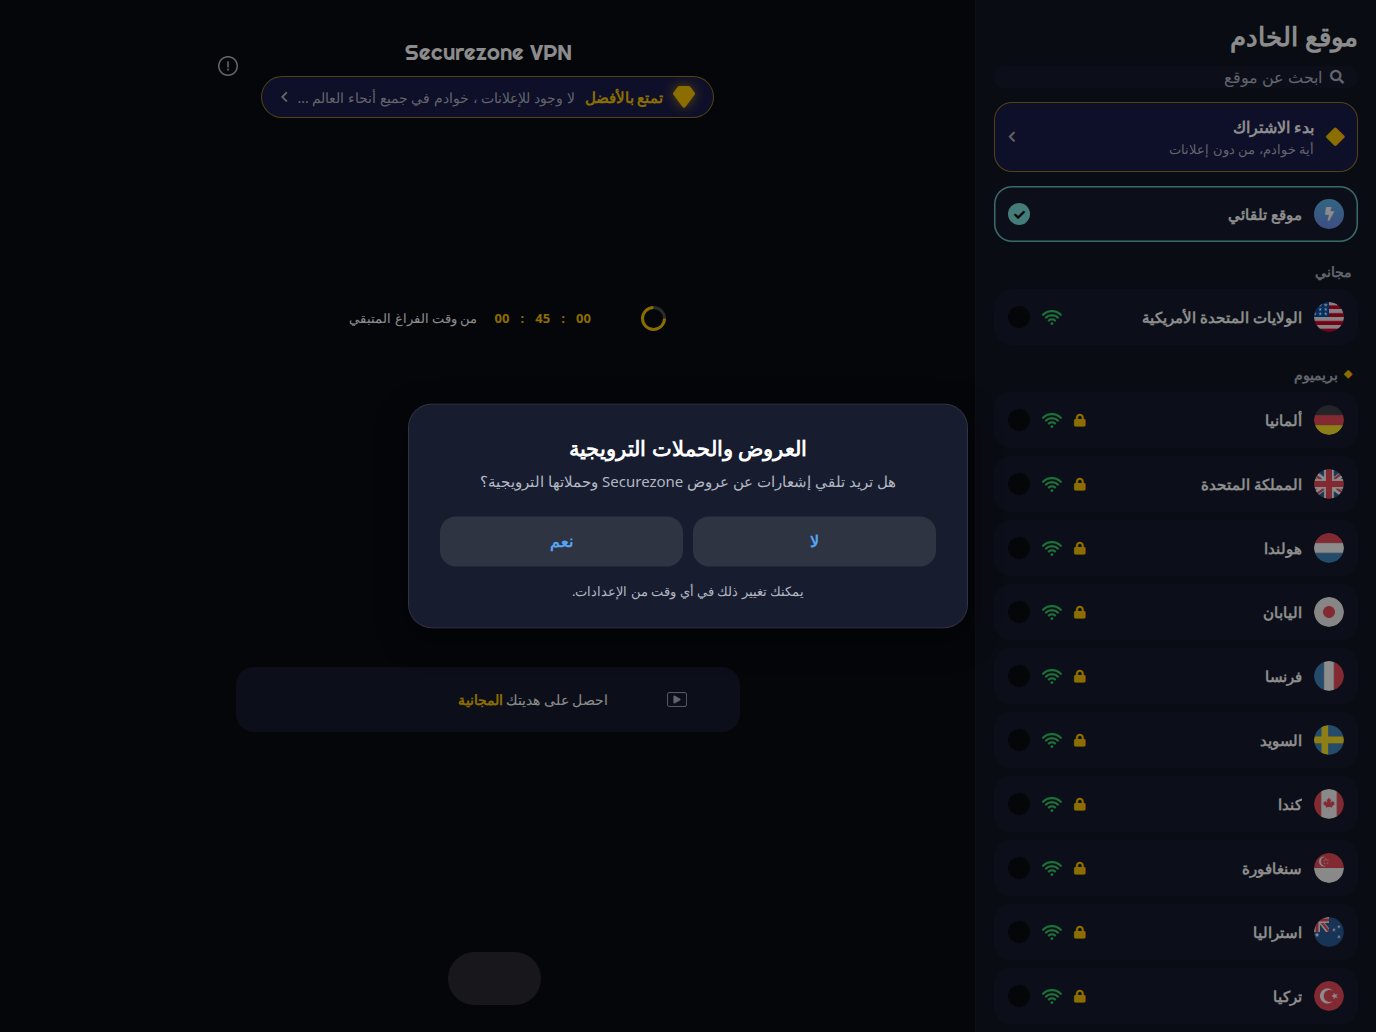 موقع الخادم
ابحث عن موقع
بدء الاشتراك
أية خوادم، من دون إعلانات
موقع تلقائي
مجاني
الولايات المتحدة الأمريكية
بريميوم
ألمانيا
المملكة المتحدة
هولندا
اليابان
فرنسا
السويد
كندا
سنغافورة
استراليا
تركيا
Securezone VPN
تمتع بالأفضل لا وجود للإعلانات ، خوادم في جميع أنحاء العالم ...
00 : 45 : 00 من وقت الفراغ المتبقي
العروض والحملات الترويجية
هل تريد تلقي إشعارات عن عروض Securezone وحملاتها الترويجية؟
لا
نعم
يمكنك تغيير ذلك في أي وقت من الإعدادات.
احصل على هديتك المجانية